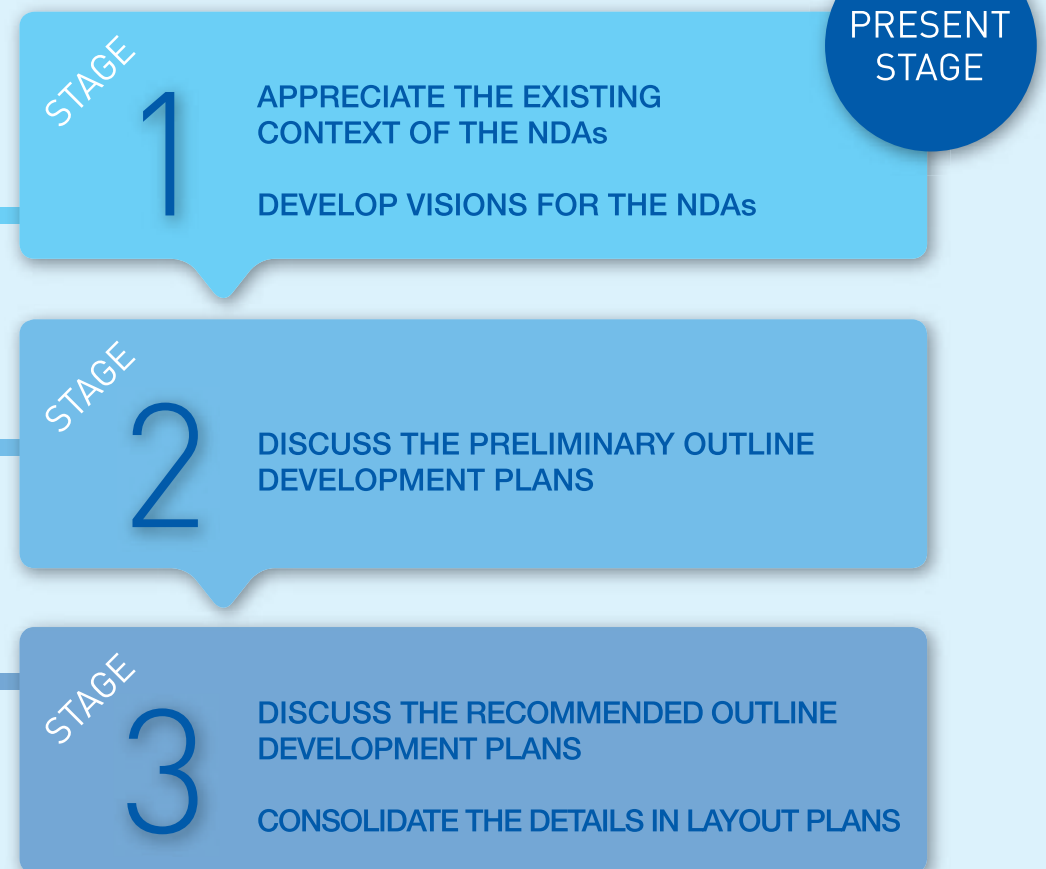 PRESENT
STAGE
STAGE
1
APPRECIATE THE EXISTING
CONTEXT OF THE NDAs
DEVELOP VISIONS FOR THE NDAs
STAGE
2
DISCUSS THE PRELIMINARY OUTLINE
DEVELOPMENT PLANS
STAGE
3
DISCUSS THE RECOMMENDED OUTLINE
DEVELOPMENT PLANS
CONSOLIDATE THE DETAILS IN LAYOUT PLANS